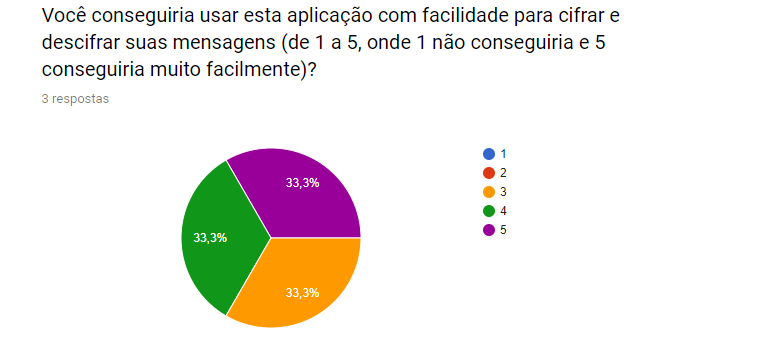 Você conseguiria usar esta aplicação com facilidade para cifrar e
descifrar suas mensagens (de 1 a 5, onde 1 não conseguiria e 5
conseguiria muito facilmente)?
3 respostas
33,3%
33,3%
33,3%
1
2
3
4
5